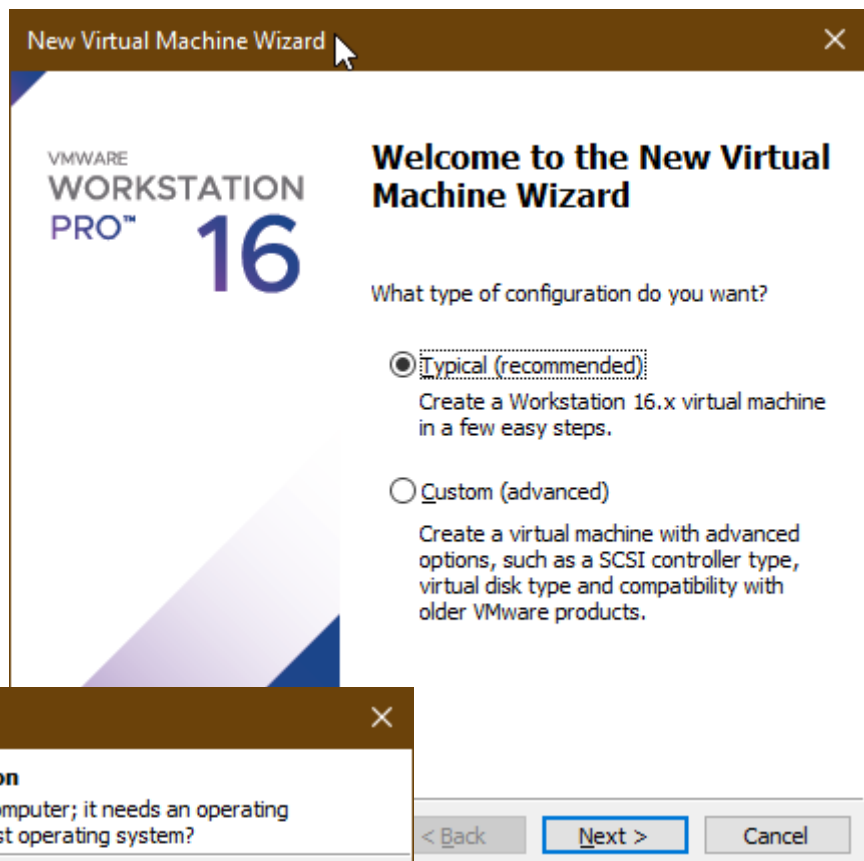 New Virtual Machine Wizard
VMWARE
WORKSTATION
PRO™ 16
Welcome to the New Virtual
Machine Wizard
What type of configuration do you want?
Typical (recommended)
Create a Workstation 16.x virtual machine
in a few easy steps.
Custom (advanced)
Create a virtual machine with advanced
options, such as a SCSI controller type,
virtual disk type and compatibility with
older VMware products.
on
omputer; it needs an operating
st operating system?
< Back Next > Cancel